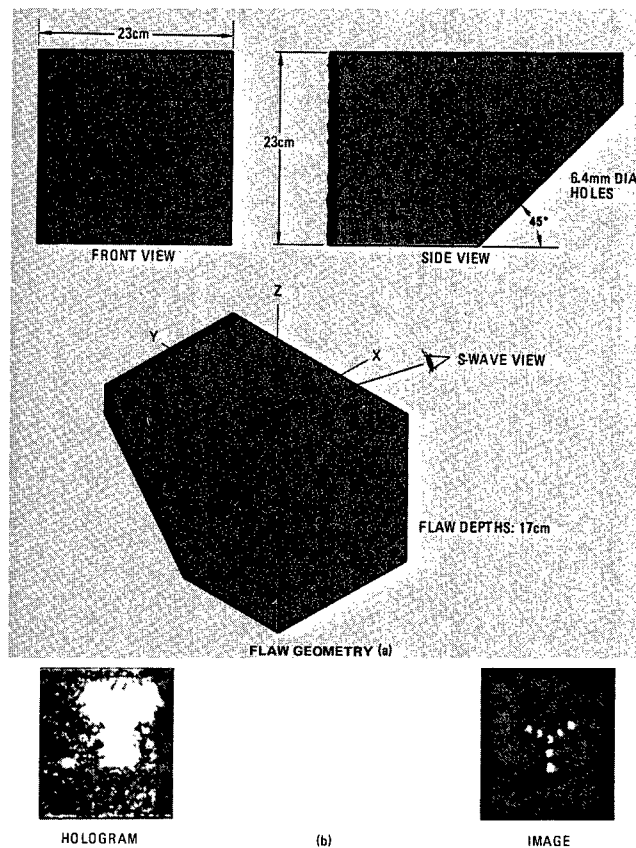 23cm
23cm
6.4mm DIA
HOLES
45°
FRONT VIEW
SIDE VIEW
Z
Y
X
S-WAVE VIEW
FLAW DEPTHS: 17cm
FLAW GEOMETRY (a)
HOLOGRAM
(b)
IMAGE